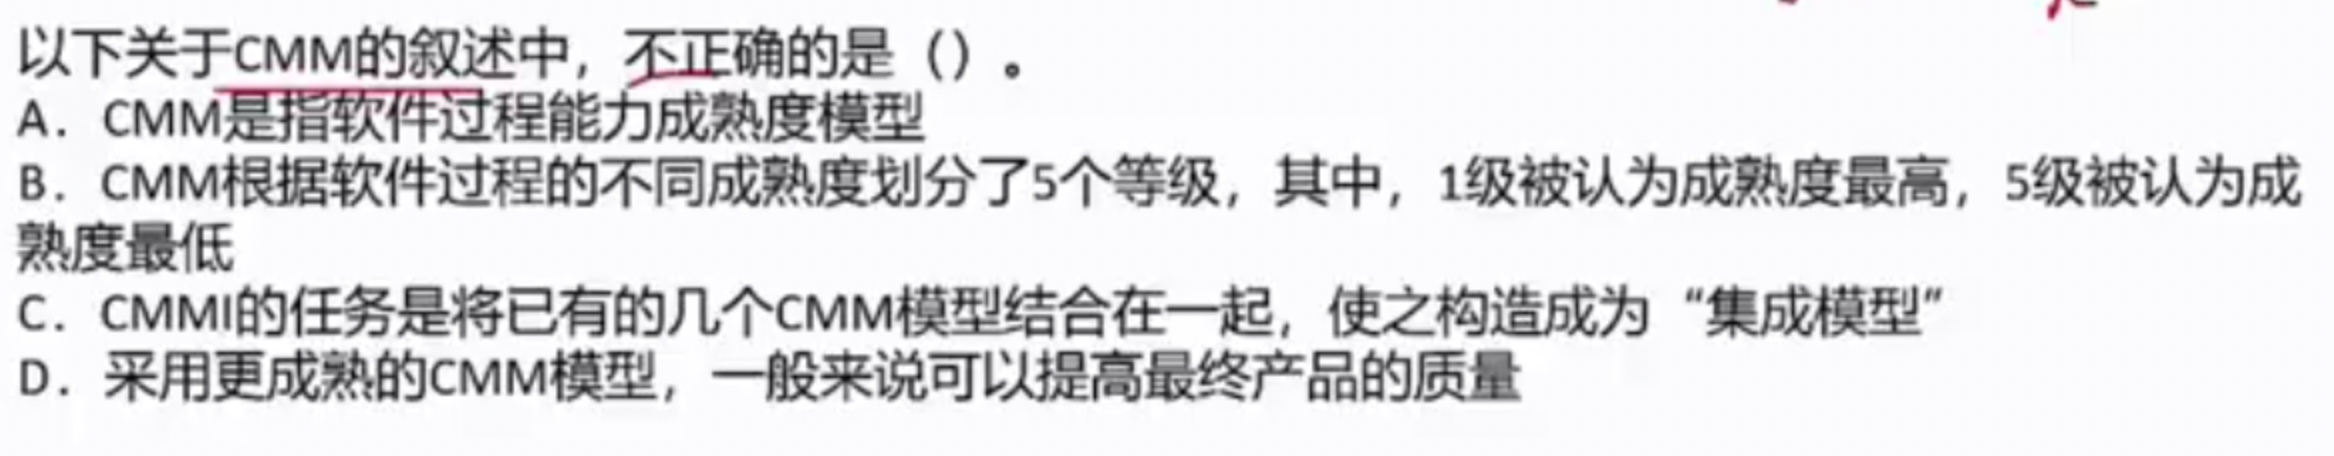 以下关于CMM的叙述中，不正确的是（）。
A．CMM是指软件过程能力成熟度模型
B．CMM根据软件过程的不同成熟度划分了5个等级，其中，1级被认为成熟度最高，5级被认为成
熟度最低
C．CMMI的任务是将已有的几个CMM模型结合在一起，使之构造成为“集成模型”
D．采用更成熟的CMM模型，一般来说可以提高最终产品的质量